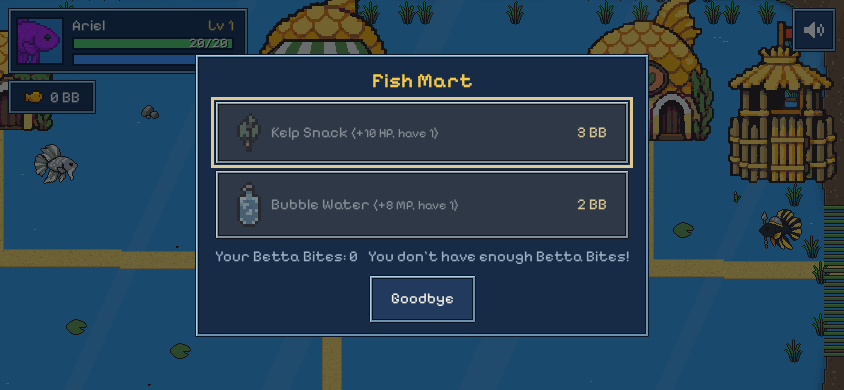 Ariel Lv 1
20/20
0 BB
Fish Mart
Kelp Snack (+10 HP, have 1) 3 BB
Bubble Water (+8 MP, have 1) 2 BB
Your Betta Bites: 0 You don't have enough Betta Bites!
Goodbye